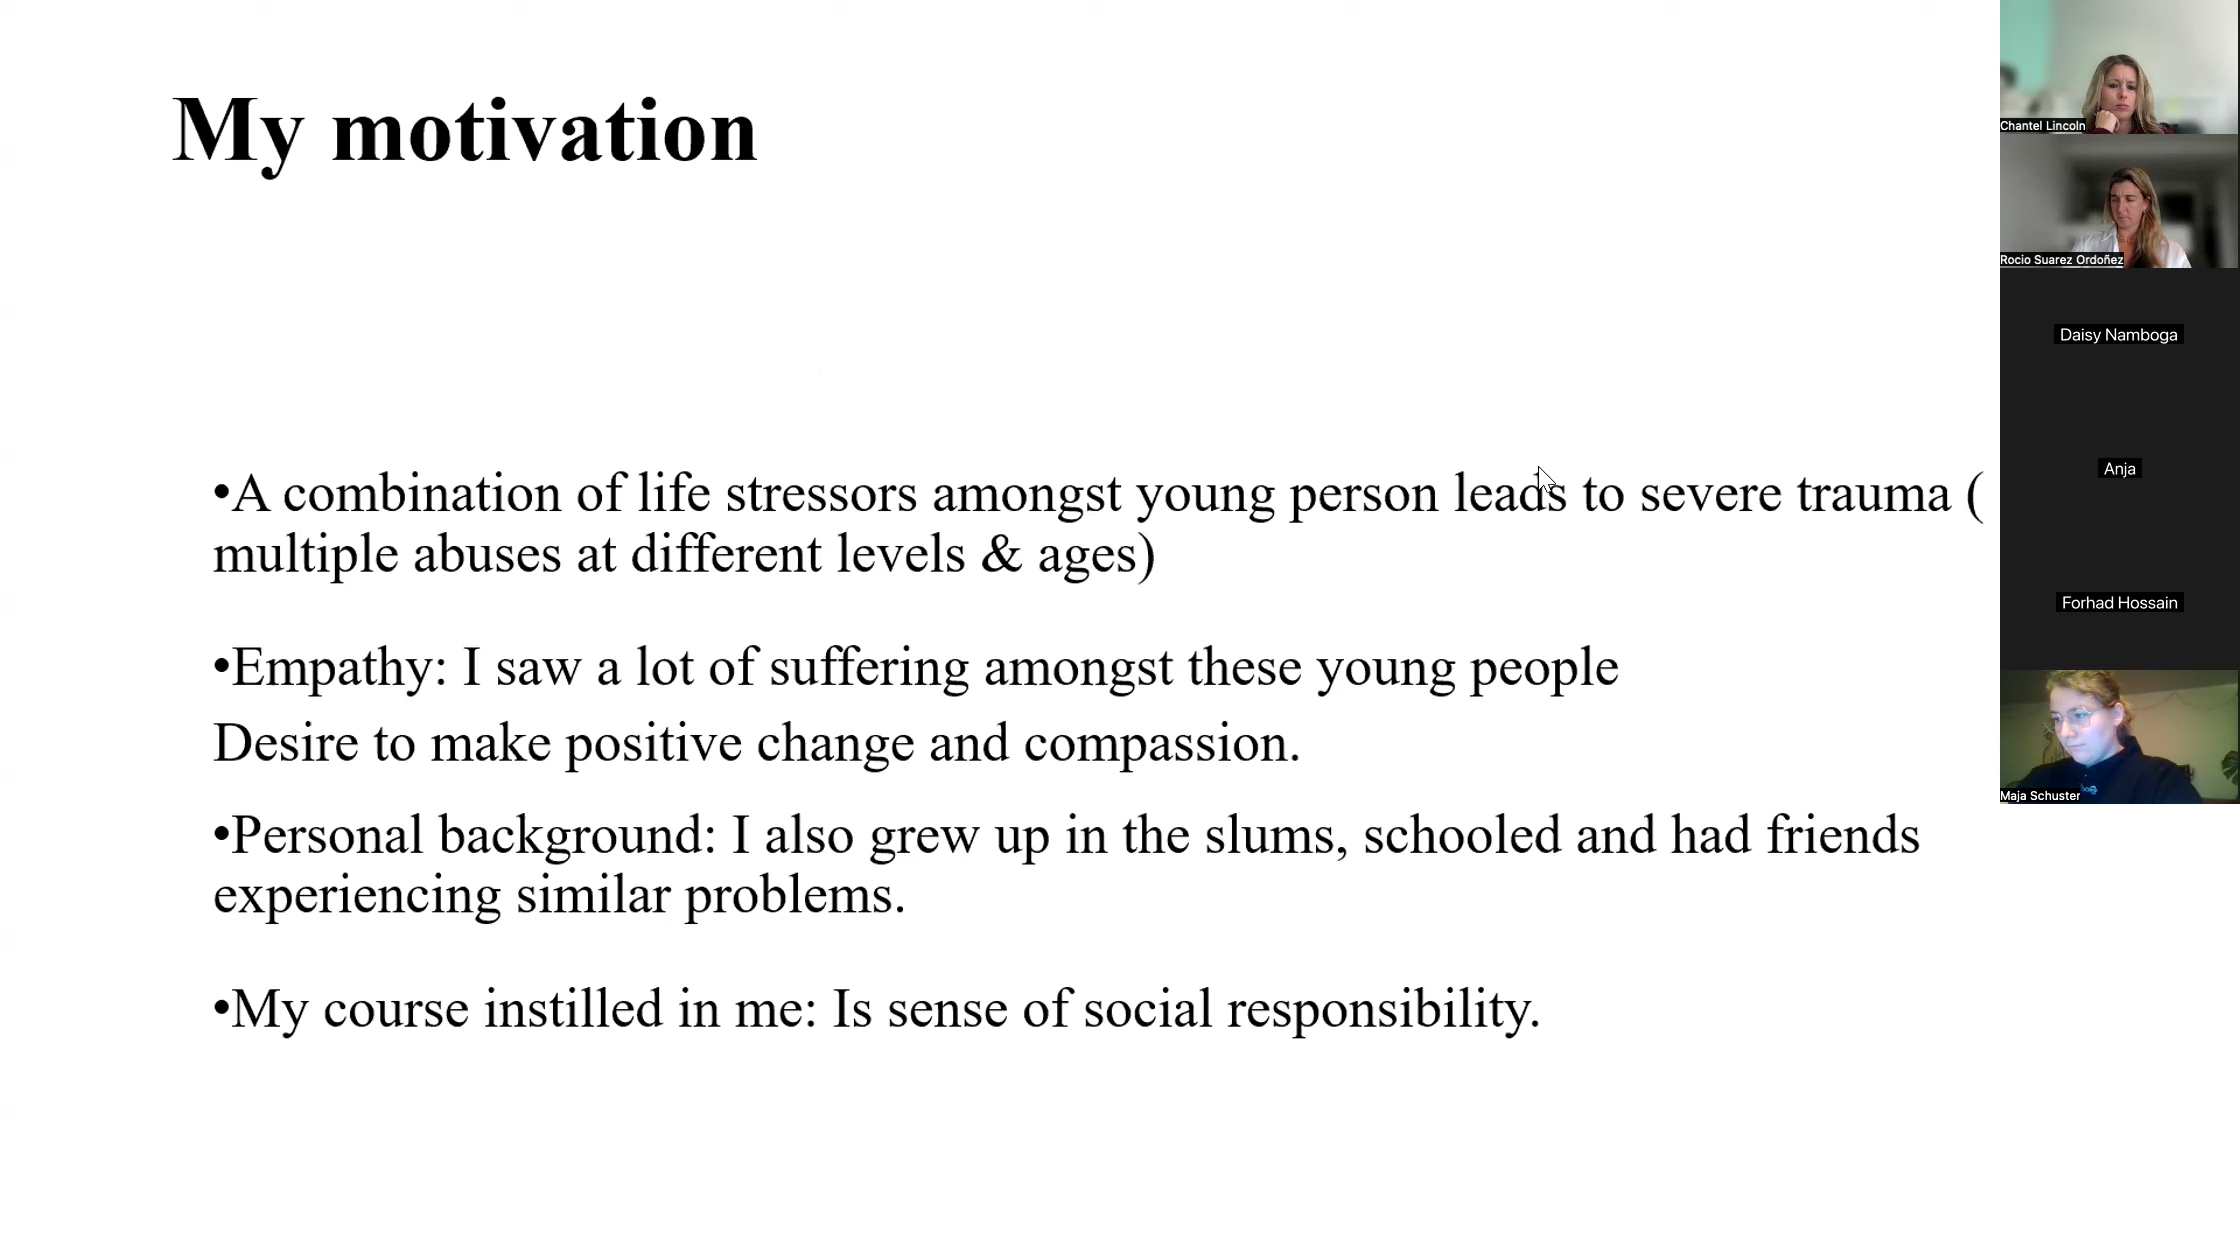 My motivation
•A combination of life stressors amongst young person leads to severe trauma (
multiple abuses at different levels & ages)
•Empathy: I saw a lot of suffering amongst these young people
Desire to make positive change and compassion.
•Personal background: I also grew up in the slums, schooled and had friends
experiencing similar problems.
•My course instilled in me: Is sense of social responsibility.
Chantel Lincoln
Rocio Suarez Ordoñez
Daisy Namboga
Anja
Forhad Hossain
Maja Schuster